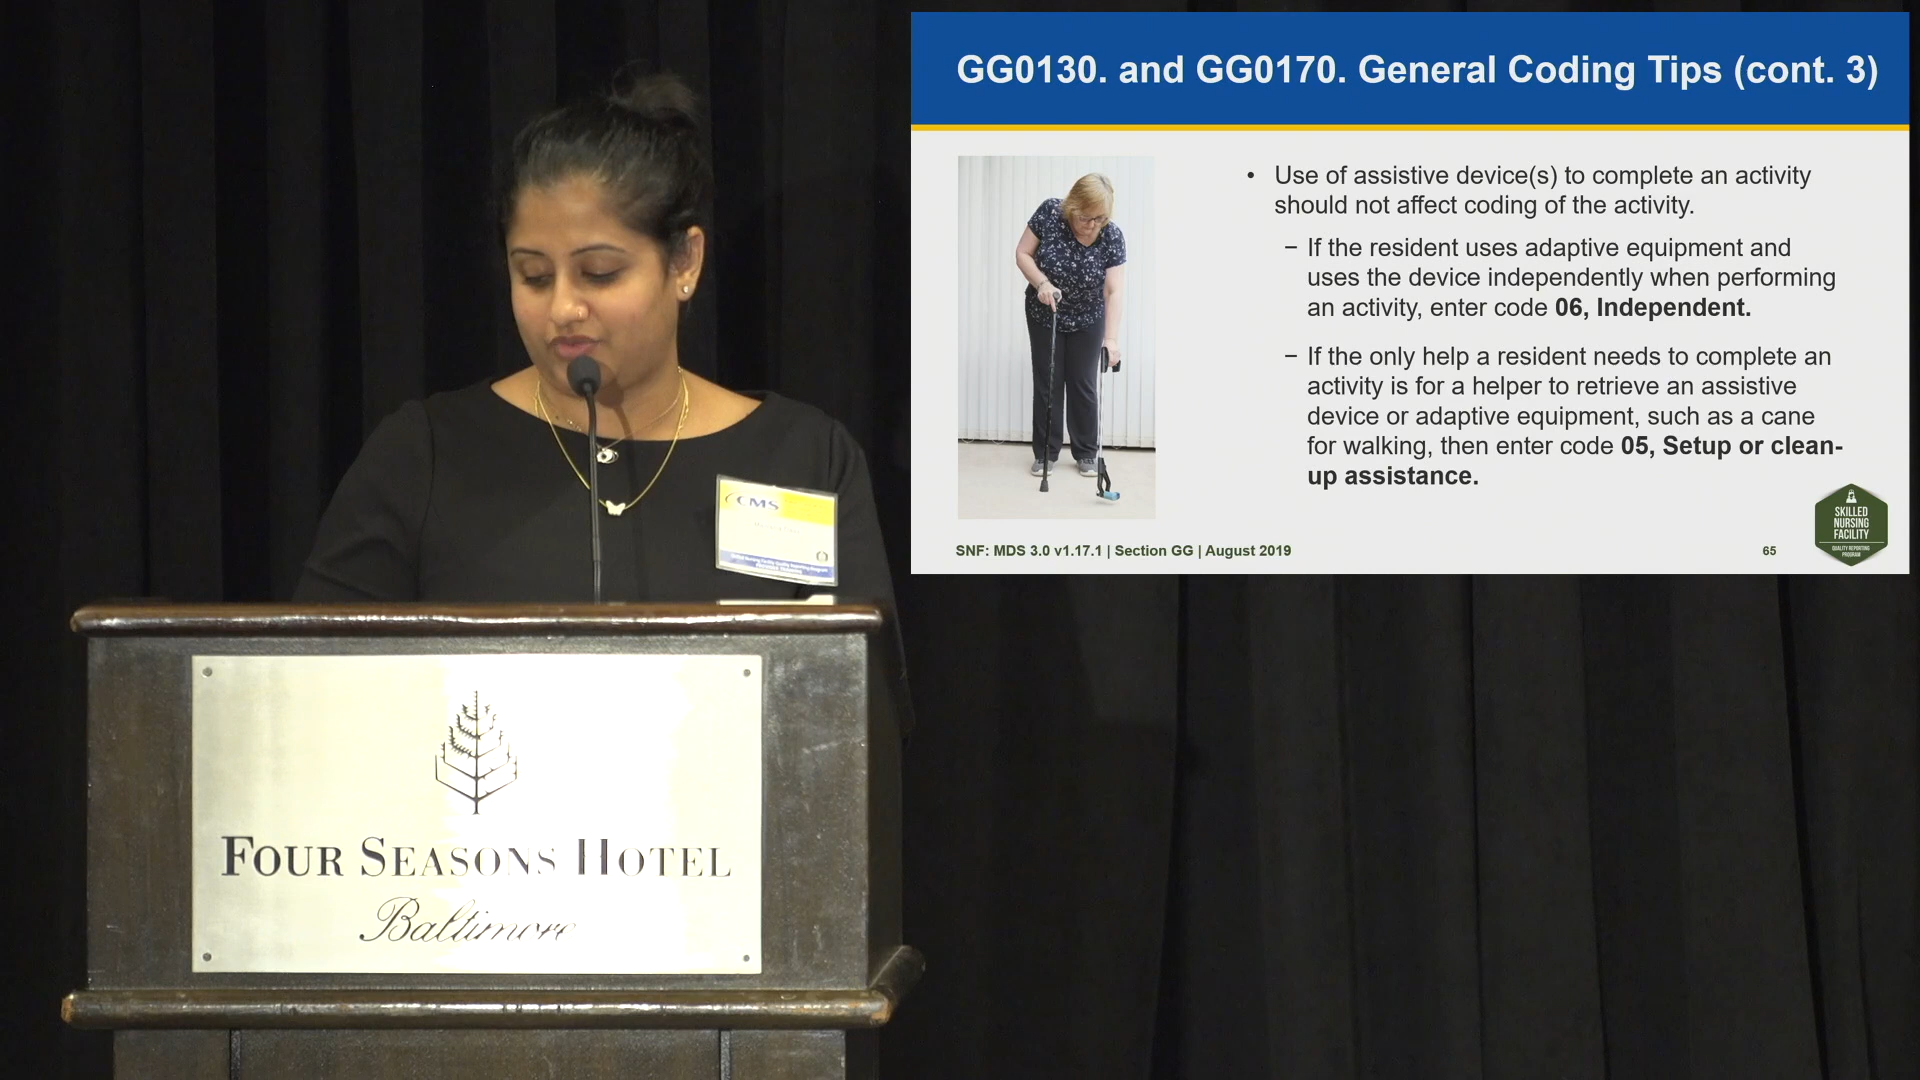 GG0130. and GG0170. General Coding Tips (cont. 3)
• Use of assistive device(s) to complete an activity
should not affect coding of the activity.
– If the resident uses adaptive equipment and
uses the device independently when performing
an activity, enter code 06, Independent.
– If the only help a resident needs to complete an
activity is for a helper to retrieve an assistive
device or adaptive equipment, such as a cane
for walking, then enter code 05, Setup or clean-
up assistance.
SNF: MDS 3.0 v1.17.1 | Section GG | August 2019
65
SKILLED
NURSING
FACILITY
QUALITY REPORTING
PROGRAM
CMS
FOUR SEASONS HOTEL
Baltimore